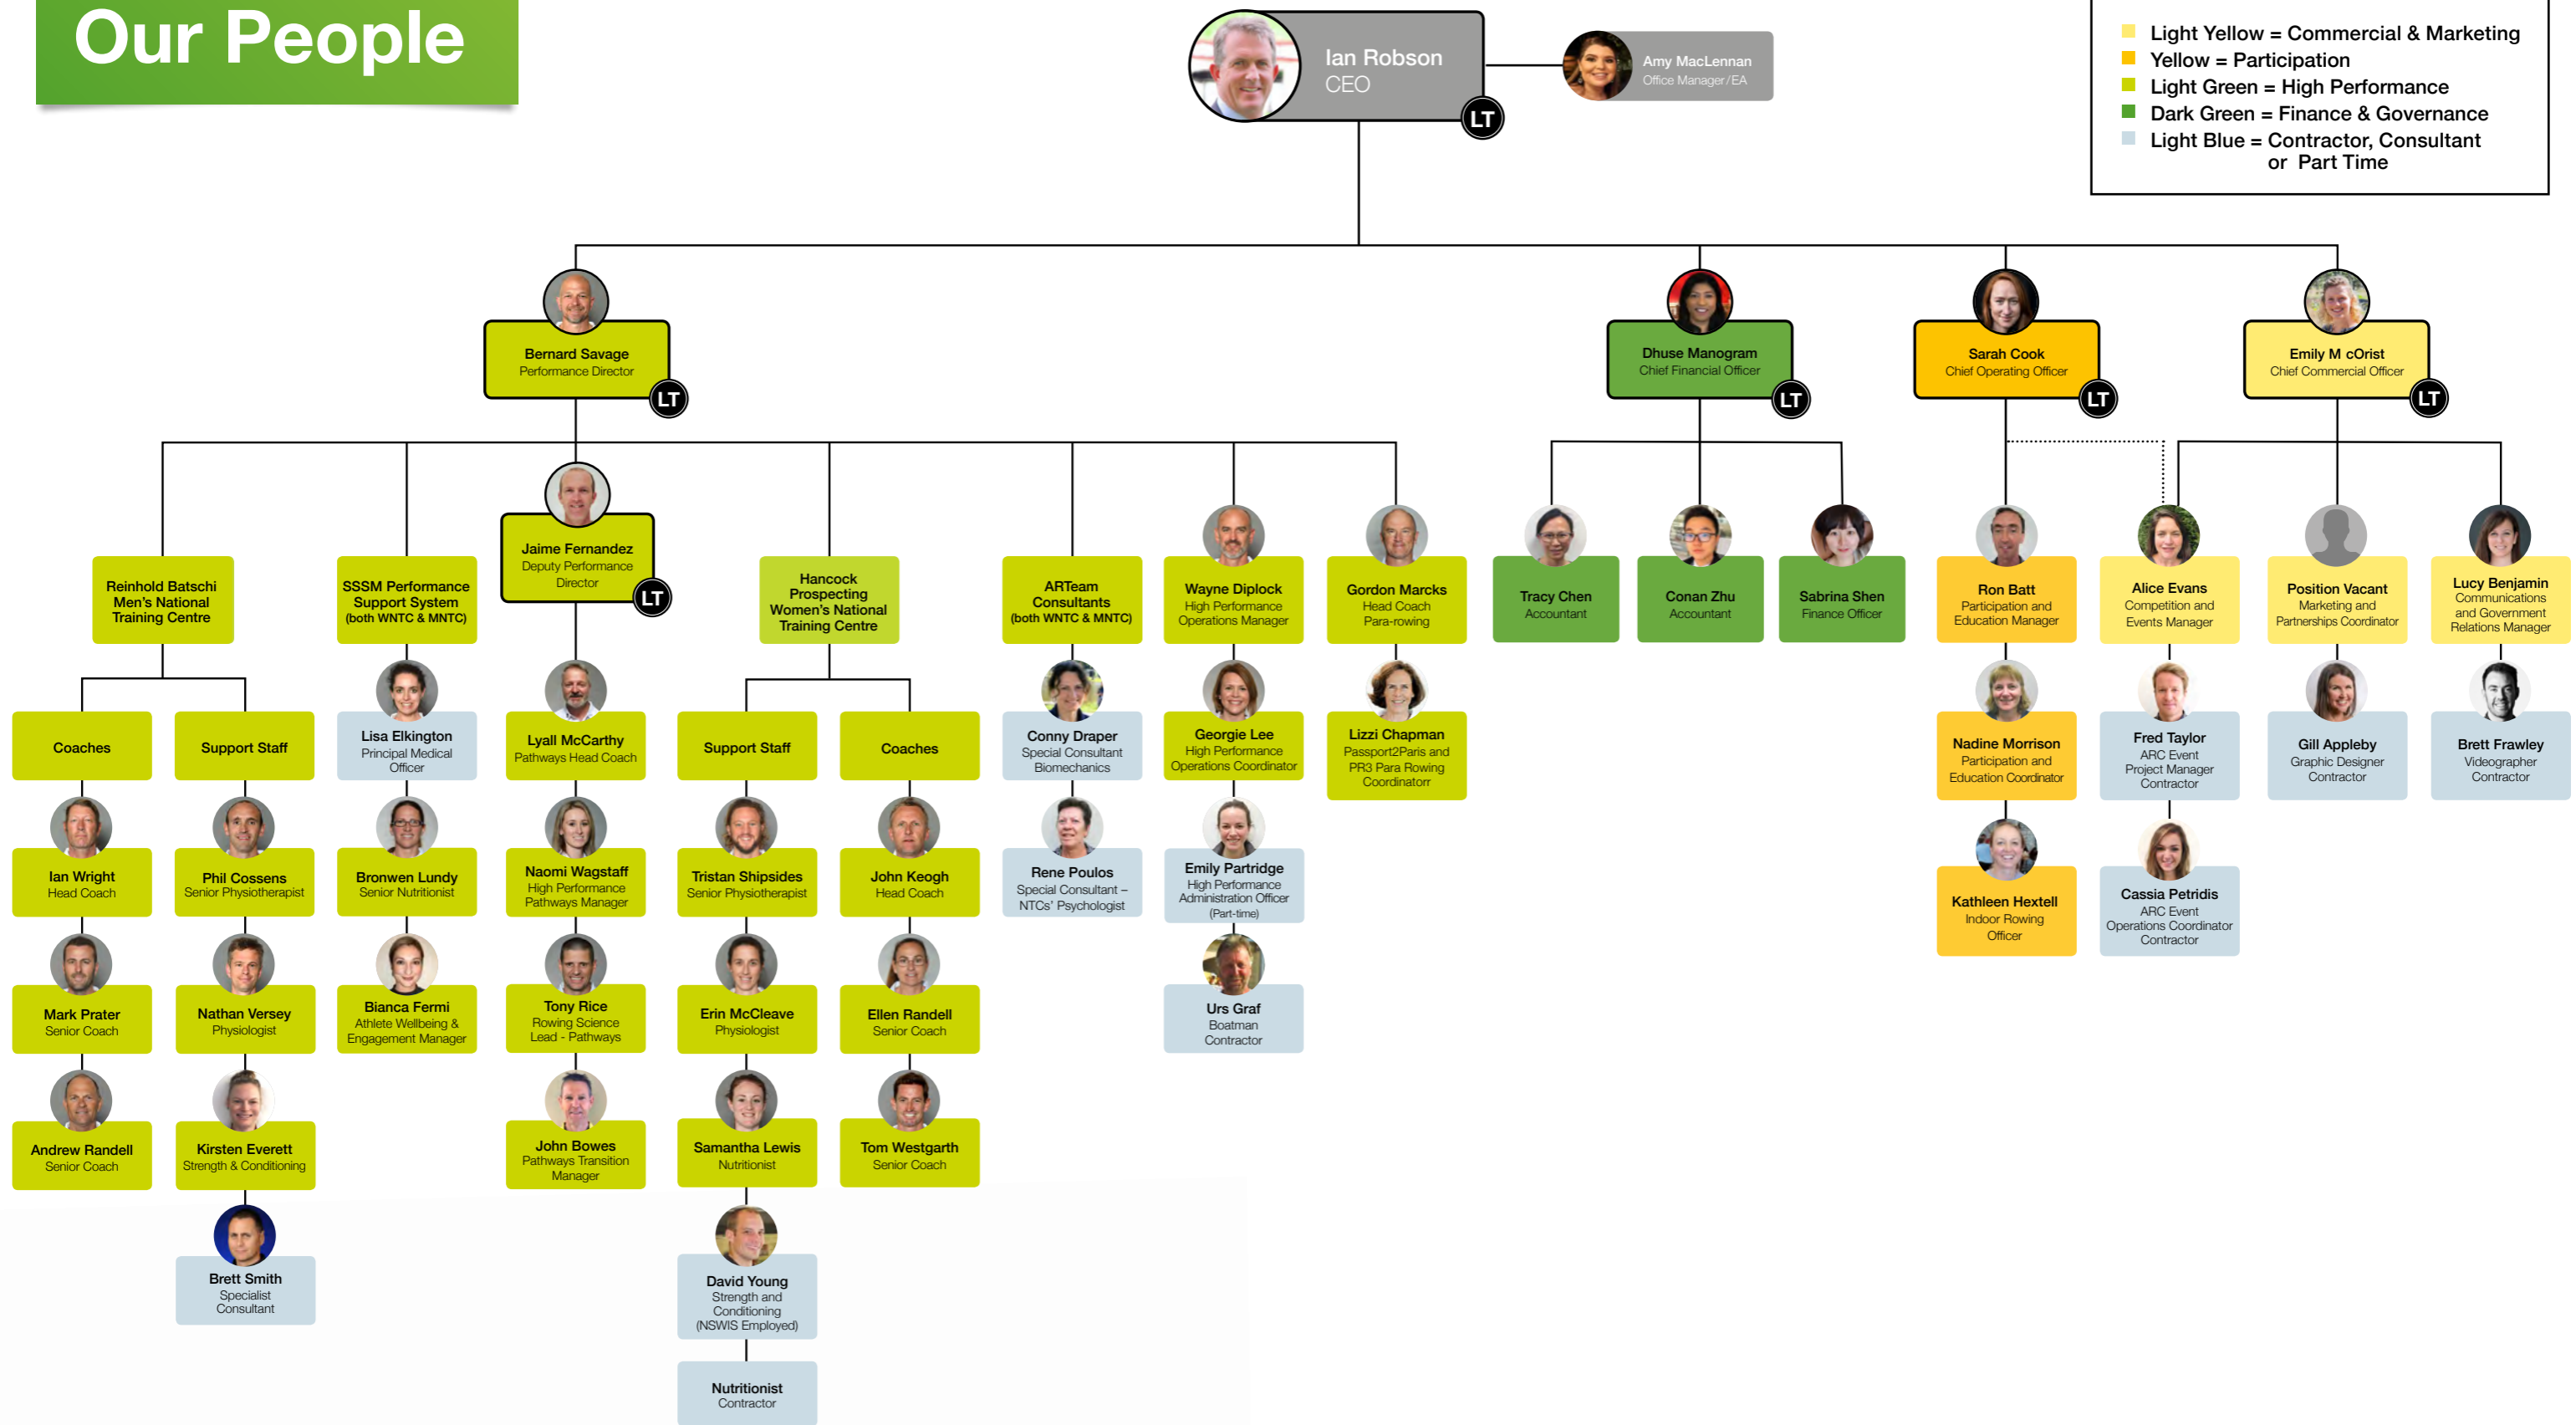 Our People
Ian Robson
CEO
LT
Amy MacLennan
Office Manager/EA
Light Yellow = Commercial & Marketing
Yellow = Participation
Light Green = High Performance
Dark Green = Finance & Governance
Light Blue = Contractor, Consultant
or Part Time
Bernard Savage
Performance Director
LT
Dhuse Manogram
Chief Financial Officer
LT
Sarah Cook
Chief Operating Officer
LT
Emily M cOrist
Chief Commercial Officer
LT
Reinhold Batschi
Men's National
Training Centre
SSSM Performance
Support System
(both WNTC & MNTC)
Jaime Fernandez
Deputy Performance
Director
LT
Hancock
Prospecting
Women's National
Training Centre
ARTeam
Consultants
(both WNTC & MNTC)
Wayne Diplock
High Performance
Operations Manager
Gordon Marcks
Head Coach
Para-rowing
Tracy Chen
Accountant
Conan Zhu
Accountant
Sabrina Shen
Finance Officer
Ron Batt
Participation and
Education Manager
Alice Evans
Competition and
Events Manager
Position Vacant
Marketing and
Partnerships Coordinator
Lucy Benjamin
Communications
and Government
Relations Manager
Coaches
Support Staff
Lisa Elkington
Principal Medical
Officer
Lyall McCarthy
Pathways Head Coach
Support Staff
Coaches
Conny Draper
Special Consultant
Biomechanics
Georgie Lee
High Performance
Operations Coordinator
Lizzi Chapman
Passport2Paris and
PR3 Para Rowing
Coordinatorr
Nadine Morrison
Participation and
Education Coordinator
Fred Taylor
ARC Event
Project Manager
Contractor
Gill Appleby
Graphic Designer
Contractor
Brett Frawley
Videographer
Contractor
Ian Wright
Head Coach
Phil Cossens
Senior Physiotherapist
Bronwen Lundy
Senior Nutritionist
Naomi Wagstaff
High Performance
Pathways Manager
Tristan Shipsides
Senior Physiotherapist
John Keogh
Head Coach
Rene Poulos
Special Consultant –
NTCs' Psychologist
Emily Partridge
High Performance
Administration Officer
(Part-time)
Kathleen Hextell
Indoor Rowing
Officer
Cassia Petridis
ARC Event
Operations Coordinator
Contractor
Mark Prater
Senior Coach
Nathan Versey
Physiologist
Bianca Fermi
Athlete Wellbeing &
Engagement Manager
Tony Rice
Rowing Science
Lead - Pathways
Erin McCleave
Physiologist
Ellen Randell
Senior Coach
Urs Graf
Boatman
Contractor
Andrew Randell
Senior Coach
Kirsten Everett
Strength & Conditioning
John Bowes
Pathways Transition
Manager
Samantha Lewis
Nutritionist
Tom Westgarth
Senior Coach
Brett Smith
Specialist
Consultant
David Young
Strength and
Conditioning
(NSWIS Employed)
Nutritionist
Contractor